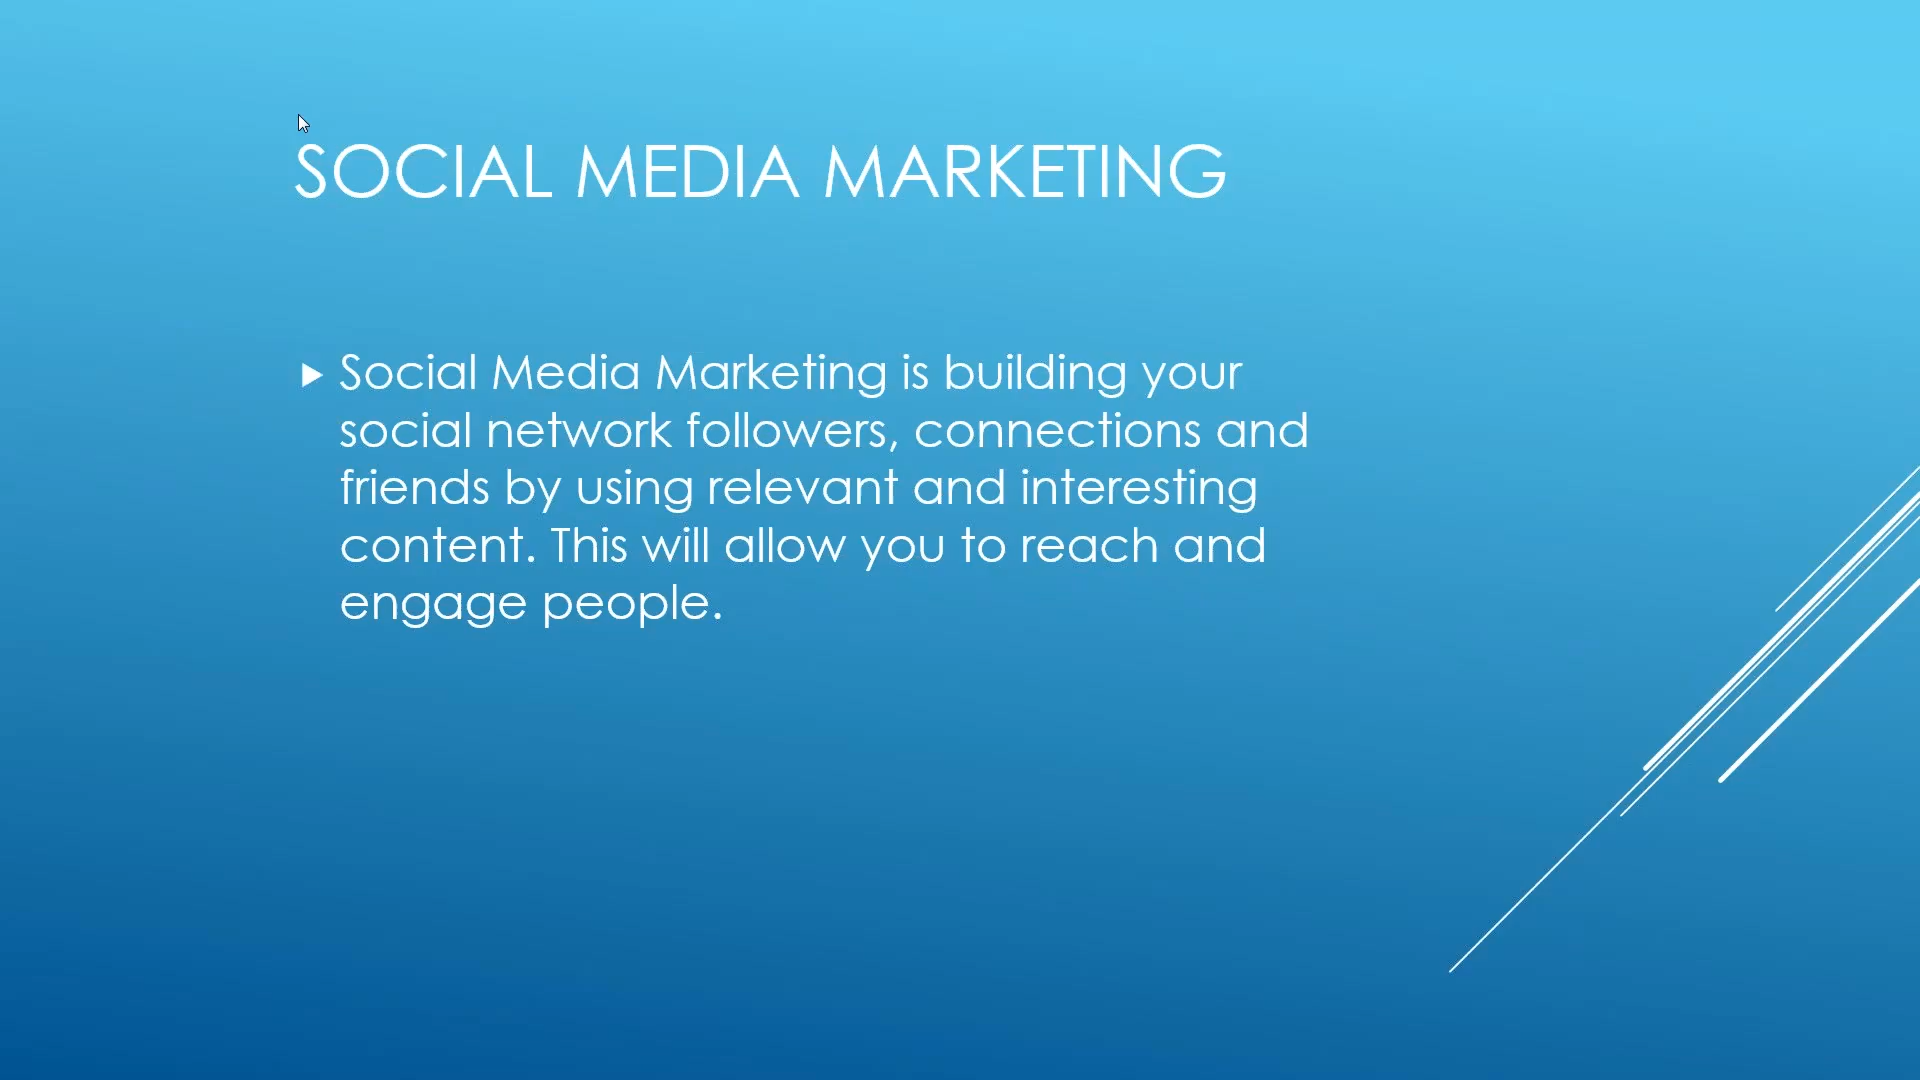 SOCIAL MEDIA MARKETING
Social Media Marketing is building your
social network followers, connections and
friends by using relevant and interesting
content. This will allow you to reach and
engage people.